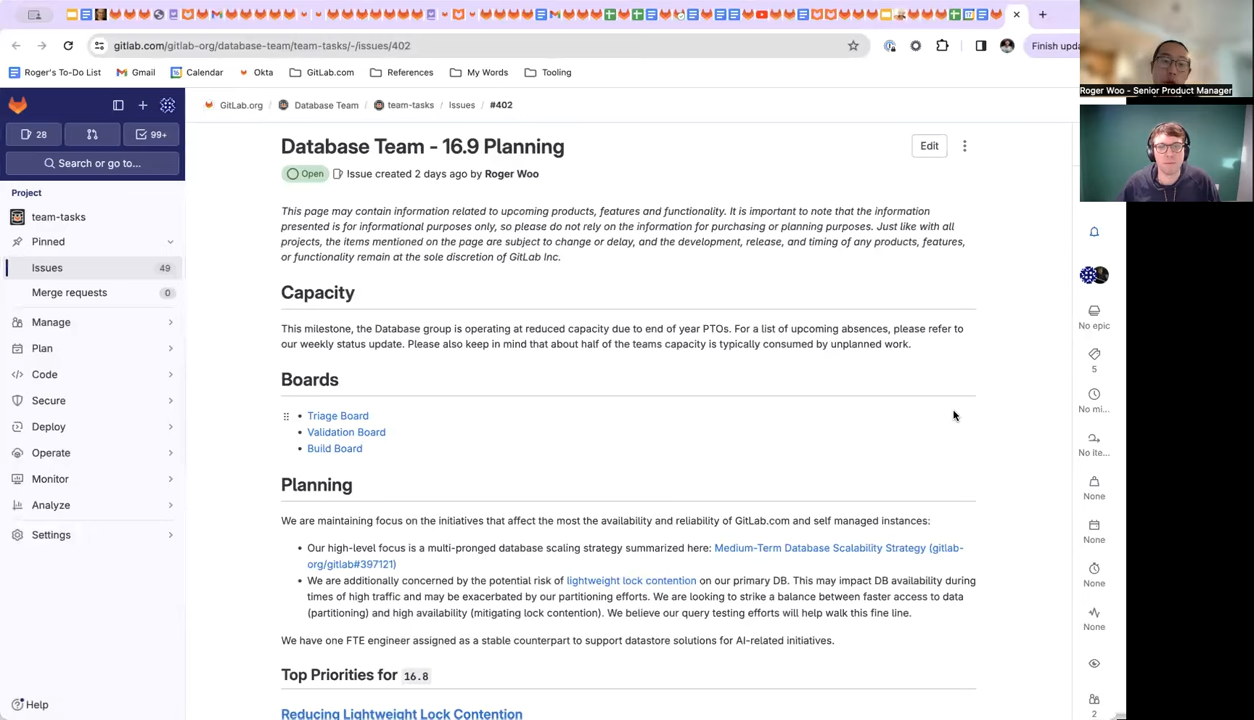 gitlab.com/gitlab-org/database-team/team-tasks/-/issues/402
Roger's To-Do List
Gmail
Calendar
Okta
GitLab.com
References
My Words
Tooling
28
99+
Search or go to...
Project
team-tasks
Pinned
Issues 49
Merge requests 0
Manage
Plan
Code
Secure
Deploy
Operate
Monitor
Analyze
Settings
Help
GitLab.org
Database Team
team-tasks
Issues
#402
Database Team - 16.9 Planning
Edit
Open Issue created 2 days ago by Roger Woo
This page may contain information related to upcoming products, features and functionality. It is important to note that the information
presented is for informational purposes only, so please do not rely on the information for purchasing or planning purposes. Just like with all
projects, the items mentioned on the page are subject to change or delay, and the development, release, and timing of any products, features,
or functionality remain at the sole discretion of GitLab Inc.
Capacity
This milestone, the Database group is operating at reduced capacity due to end of year PTOs. For a list of upcoming absences, please refer to
our weekly status update. Please also keep in mind that about half of the teams capacity is typically consumed by unplanned work.
Boards
• Triage Board
• Validation Board
• Build Board
Planning
We are maintaining focus on the initiatives that affect the most the availability and reliability of GitLab.com and self managed instances:
• Our high-level focus is a multi-pronged database scaling strategy summarized here: Medium-Term Database Scalability Strategy (gitlab-
org/gitlab#397121)
• We are additionally concerned by the potential risk of lightweight lock contention on our primary DB. This may impact DB availability during
times of high traffic and may be exacerbated by our partitioning efforts. We are looking to strike a balance between faster access to data
(partitioning) and high availability (mitigating lock contention). We believe our query testing efforts will help walk this fine line.
We have one FTE engineer assigned as a stable counterpart to support datastore solutions for AI-related initiatives.
Top Priorities for 16.8
Reducing Lightweight Lock Contention
Finish upda
Roger Woo - Senior Product Manager
No epic
5
No mi...
No ite...
None
None
None
None
2